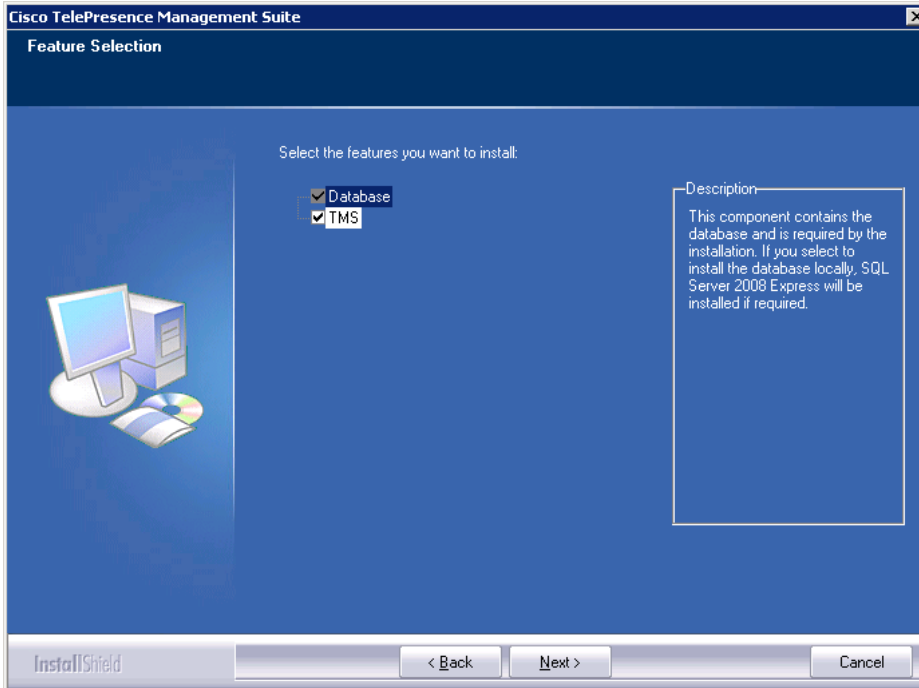 Cisco TelePresence Management Suite
Feature Selection
Select the features you want to install:
Database
TMS
Description
This component contains the
database and is required by the
installation. If you select to
install the database locally, SQL
Server 2008 Express will be
installed if required.
InstallShield
< Back
Next >
Cancel